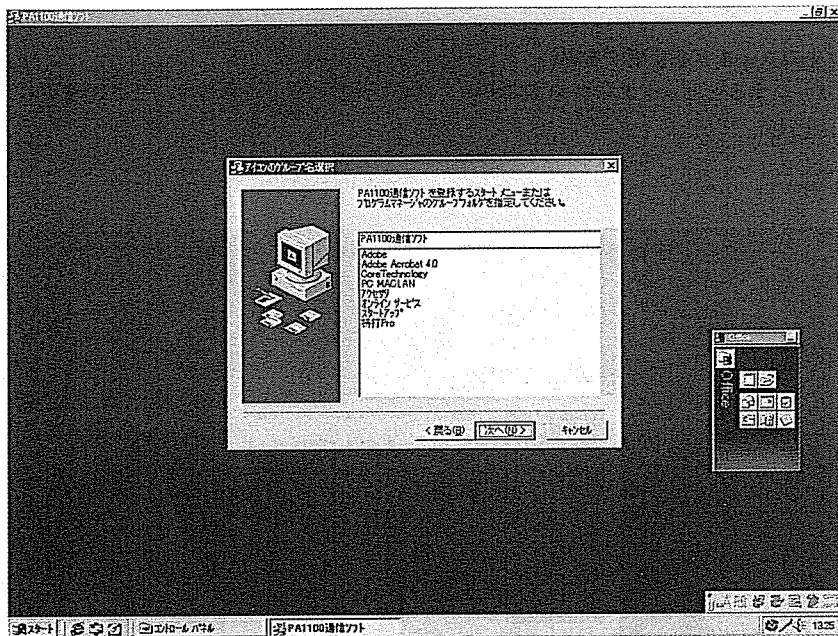 PA1100通信ソフト
アイコンのグループ名選択
PA1100通信ソフト を登録するスタート メニューまたは
プログラムマネージャのグループフォルダを指定してください。
PA1100通信ソフト
Adobe
Adobe Acrobat 4.0
CoreTechnology
PC MACLAN
アクセサリ
オンライン サービス
スタートアップ
特打Pro
< 戻る(B)
次へ(N) >
キャンセル
Office
Office
スタート
コントロール パネル
PA1100通信ソフト